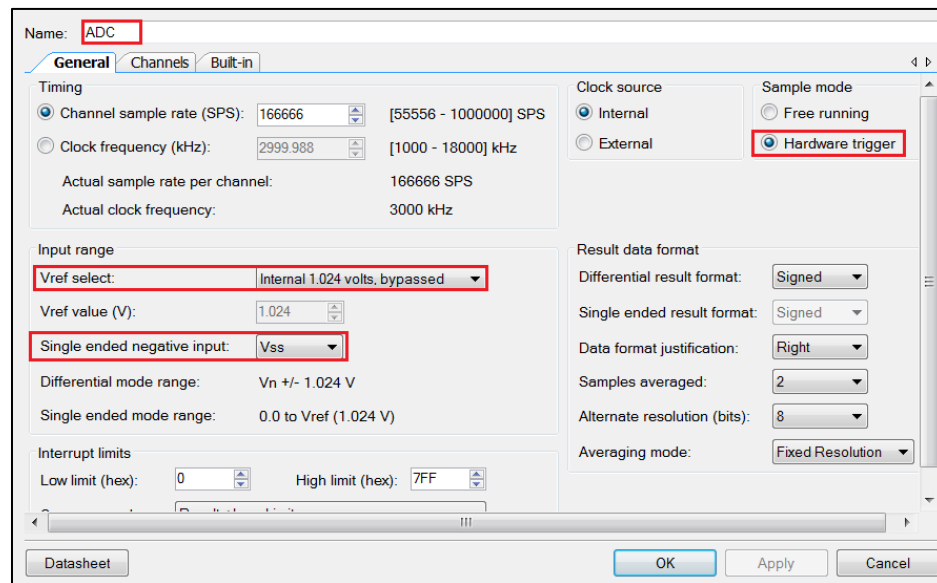 Name: ADC
General Channels Built-in
Timing
Channel sample rate (SPS): 166666 [55556 - 1000000] SPS
Clock frequency (kHz): 2999.988 [1000 - 18000] kHz
Actual sample rate per channel: 166666 SPS
Actual clock frequency: 3000 kHz
Clock source
Internal
External
Sample mode
Free running
Hardware trigger
Input range
Vref select: Internal 1.024 volts, bypassed
Vref value (V): 1.024
Single ended negative input: Vss
Differential mode range: Vn +/- 1.024 V
Single ended mode range: 0.0 to Vref (1.024 V)
Result data format
Differential result format: Signed
Single ended result format: Signed
Data format justification: Right
Samples averaged: 2
Alternate resolution (bits): 8
Averaging mode: Fixed Resolution
Interrupt limits
Low limit (hex): 0 High limit (hex): 7FF
Datasheet OK Apply Cancel